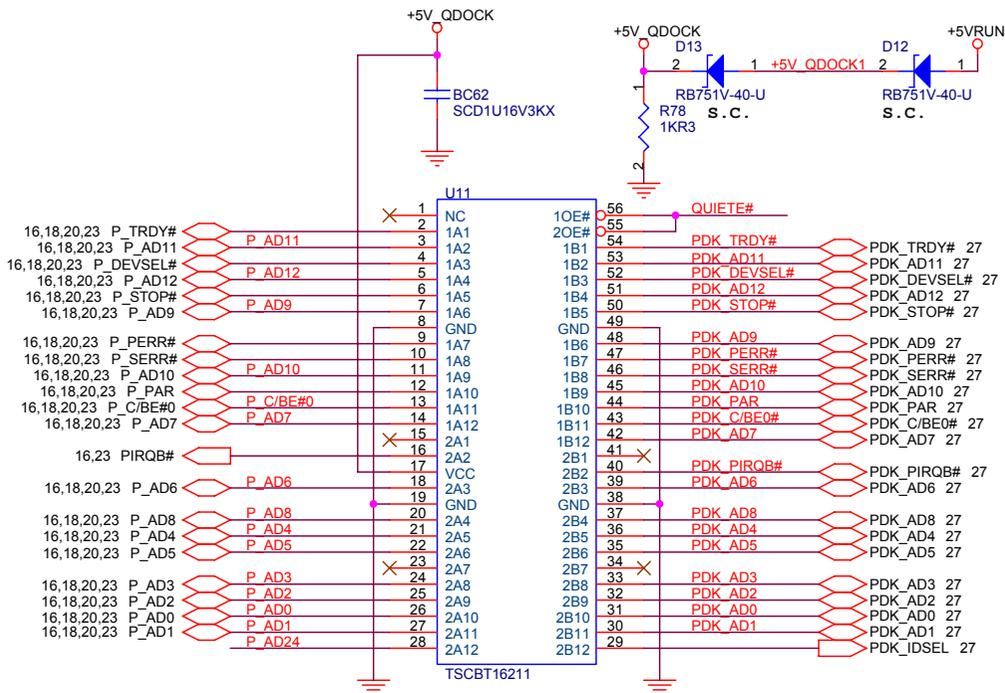 +5V_QDOCK
+5V_QDOCK
+5VRUN
D13
D12
2 1 +5V_QDOCK1 2 1
RB751V-40-U
RB751V-40-U
S.C.
S.C.
BC62
SCD1U16V3KX
1
R78
1KR3
2
U11
1 NC 1OE# 56 QUIETE#
16,18,20,23 P_TRDY# 2 1A1 2OE# 55
16,18,20,23 P_AD11 P_AD11 3 1A2 1B1 54 PDK_TRDY# PDK_TRDY# 27
16,18,20,23 P_DEVSEL# 4 1A3 1B2 53 PDK_AD11 PDK_AD11 27
16,18,20,23 P_AD12 P_AD12 5 1A4 1B3 52 PDK_DEVSEL# PDK_DEVSEL# 27
16,18,20,23 P_STOP# 6 1A5 1B4 51 PDK_AD12 PDK_AD12 27
16,18,20,23 P_AD9 P_AD9 7 1A6 1B5 50 PDK_STOP# PDK_STOP# 27
8 GND GND 49
16,18,20,23 P_PERR# 9 1A7 1B6 48 PDK_AD9 PDK_AD9 27
16,18,20,23 P_SERR# 10 1A8 1B7 47 PDK_PERR# PDK_PERR# 27
16,18,20,23 P_AD10 P_AD10 11 1A9 1B8 46 PDK_SERR# PDK_SERR# 27
16,18,20,23 P_PAR 12 1A10 1B9 45 PDK_AD10 PDK_AD10 27
16,18,20,23 P_C/BE#0 P_C/BE#0 13 1A11 1B10 44 PDK_PAR PDK_PAR 27
16,18,20,23 P_AD7 P_AD7 14 1A12 1B11 43 PDK_C/BE0# PDK_C/BE0# 27
15 2A1 1B12 42 PDK_AD7 PDK_AD7 27
16,23 PIRQB# 16 2A2 2B1 41
17 VCC 2B2 40 PDK_PIRQB# PDK_PIRQB# 27
16,18,20,23 P_AD6 P_AD6 18 2A3 2B3 39 PDK_AD6 PDK_AD6 27
19 GND GND 38
16,18,20,23 P_AD8 P_AD8 20 2A4 2B4 37 PDK_AD8 PDK_AD8 27
16,18,20,23 P_AD4 P_AD4 21 2A5 2B5 36 PDK_AD4 PDK_AD4 27
16,18,20,23 P_AD5 P_AD5 22 2A6 2B6 35 PDK_AD5 PDK_AD5 27
23 2A7 2B7 34
16,18,20,23 P_AD3 P_AD3 24 2A8 2B8 33 PDK_AD3 PDK_AD3 27
16,18,20,23 P_AD2 P_AD2 25 2A9 2B9 32 PDK_AD2 PDK_AD2 27
16,18,20,23 P_AD0 P_AD0 26 2A10 2B10 31 PDK_AD0 PDK_AD0 27
16,18,20,23 P_AD1 P_AD1 27 2A11 2B11 30 PDK_AD1 PDK_AD1 27
P_AD24 28 2A12 2B12 29 PDK_IDSEL 27
TSCBT16211